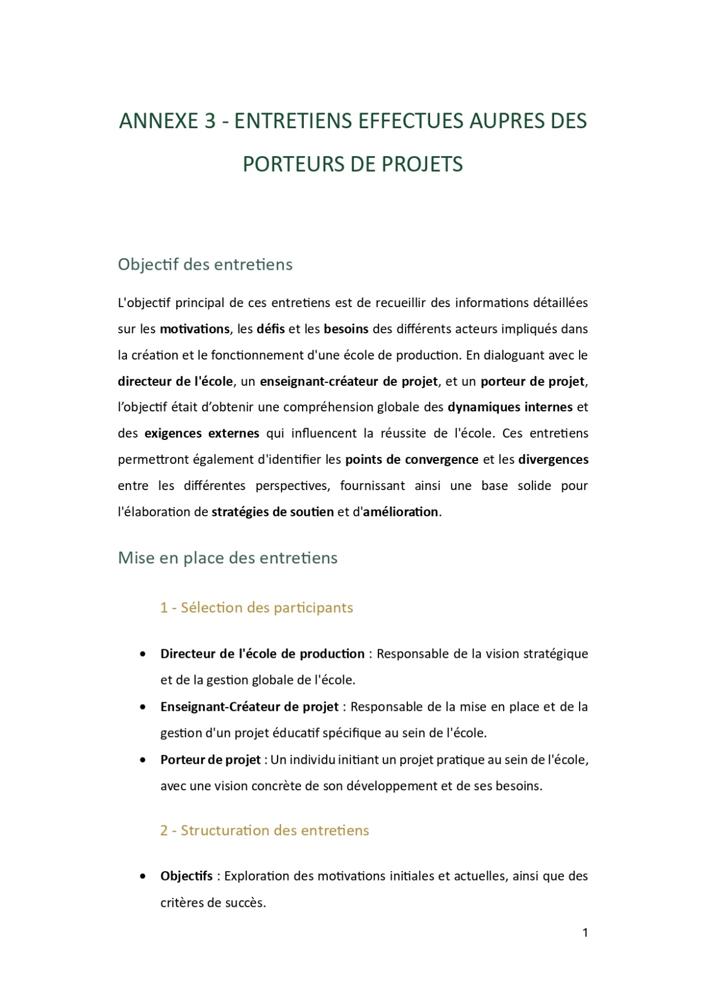 ANNEXE 3 - ENTRETIENS EFFECTUES AUPRES DES
PORTEURS DE PROJETS
Objectif des entretiens
L'objectif principal de ces entretiens est de recueillir des informations détaillées
sur les motivations, les défis et les besoins des différents acteurs impliqués dans
la création et le fonctionnement d'une école de production. En dialoguant avec le
directeur de l'école, un enseignant-créateur de projet, et un porteur de projet,
l’objectif était d’obtenir une compréhension globale des dynamiques internes et
des exigences externes qui influencent la réussite de l'école. Ces entretiens
permettront également d'identifier les points de convergence et les divergences
entre les différentes perspectives, fournissant ainsi une base solide pour
l'élaboration de stratégies de soutien et d'amélioration.
Mise en place des entretiens
1 - Sélection des participants
• Directeur de l'école de production : Responsable de la vision stratégique
et de la gestion globale de l'école.
• Enseignant-Créateur de projet : Responsable de la mise en place et de la
gestion d'un projet éducatif spécifique au sein de l'école.
• Porteur de projet : Un individu initiant un projet pratique au sein de l'école,
avec une vision concrète de son développement et de ses besoins.
2 - Structuration des entretiens
• Objectifs : Exploration des motivations initiales et actuelles, ainsi que des
critères de succès.
1